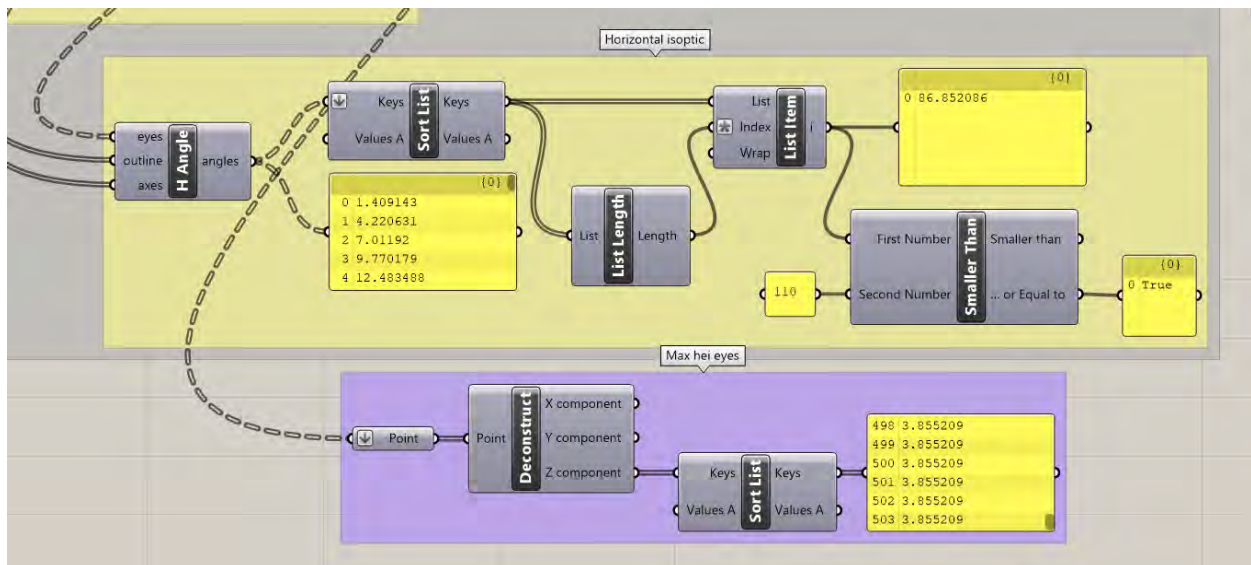 Horizontal isoptic
eyes
outline
axes
H Angle
angles
Keys
Values A
Sort List
Keys
Values A
{0}
0 1.409143
1 4.220631
2 7.01192
3 9.770179
4 12.483488
List
List Length
Length
List
Index
Wrap
List Item
i
{0}
0 86.852086
110
First Number
Second Number
Smaller Than
Smaller than
... or Equal to
{0}
0 True
Max hei eyes
Point
Point
Deconstruct
X component
Y component
Z component
Keys
Values A
Sort List
Keys
Values A
498 3.855209
499 3.855209
500 3.855209
501 3.855209
502 3.855209
503 3.855209